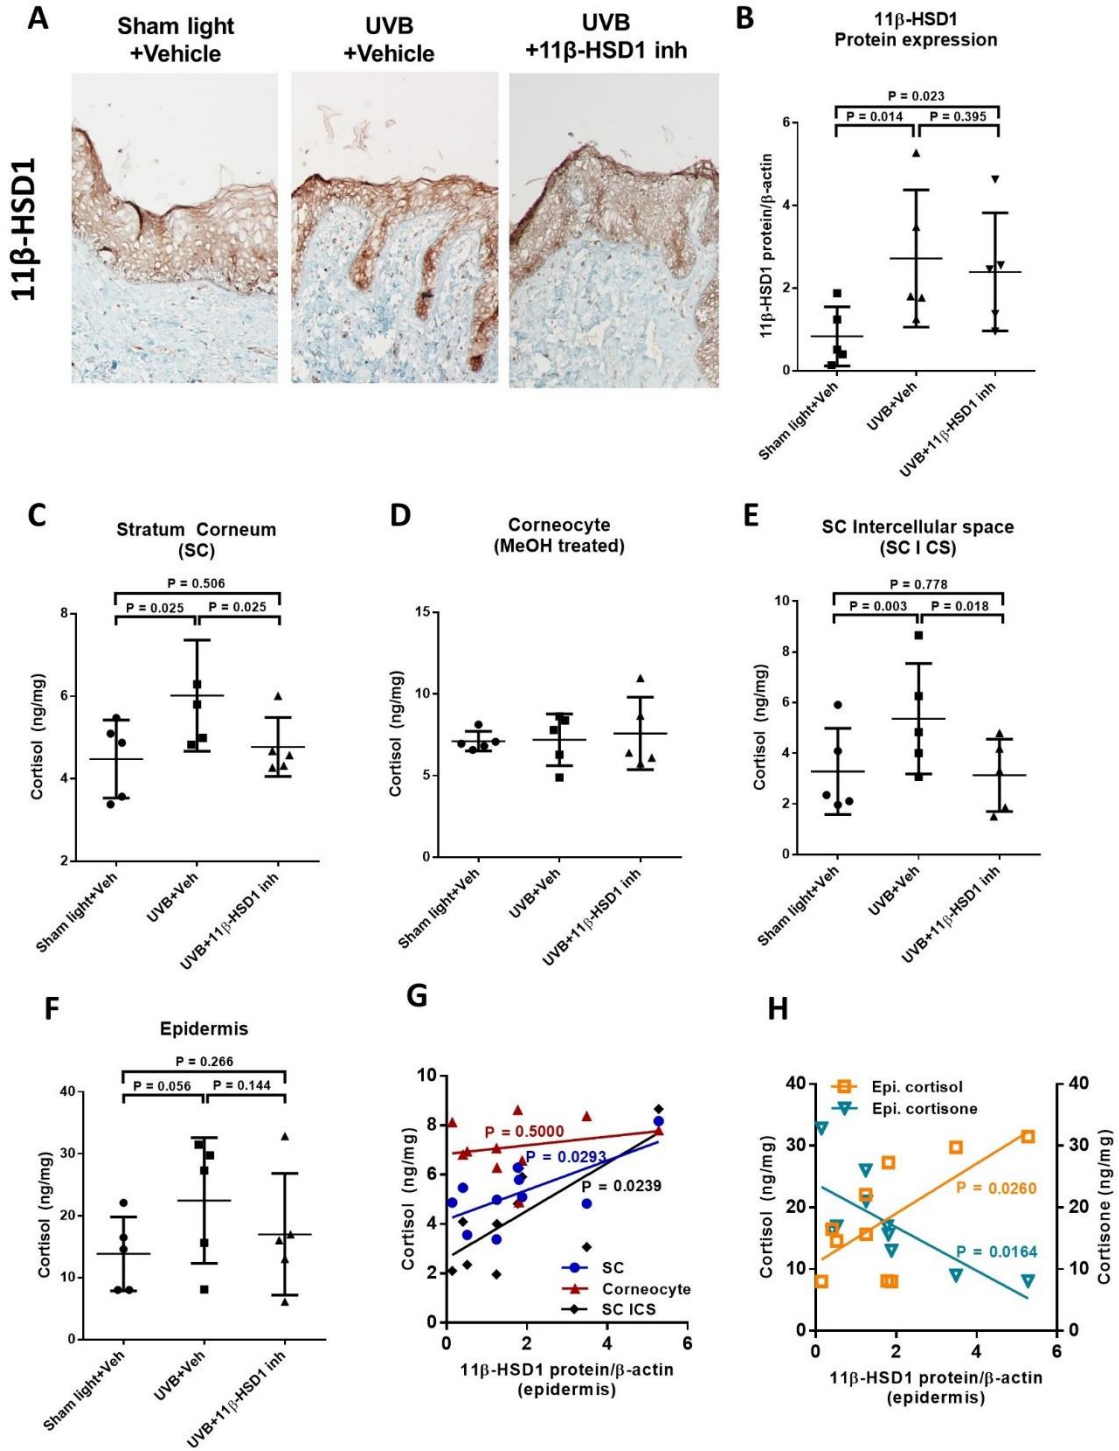 A
Sham light
+Vehicle
UVB
+Vehicle
UVB
+11β-HSD1 inh
11β-HSD1
B
11β-HSD1
Protein expression
P = 0.023
P = 0.014
P = 0.395
6
4
2
0
11β-HSD1 protein/β-actin
Sham light+Veh
UVB+Veh
UVB+11β-HSD1 inh
C
Stratum Corneum
(SC)
P = 0.506
P = 0.025
P = 0.025
8
6
4
2
Cortisol (ng/mg)
Sham light+Veh
UVB+Veh
UVB+11β-HSD1 inh
D
Corneocyte
(MeOH treated)
15
10
5
0
Cortisol (ng/mg)
Sham light+Veh
UVB+Veh
UVB+11β-HSD1 inh
E
SC Intercellular space
(SC I CS)
P = 0.778
P = 0.003
P = 0.018
10
8
6
4
2
0
Cortisol (ng/mg)
Sham light+Veh
UVB+Veh
UVB+11β-HSD1 inh
F
Epidermis
P = 0.266
P = 0.056
P = 0.144
40
30
20
10
0
Cortisol (ng/mg)
Sham light+Veh
UVB+Veh
UVB+11β-HSD1 inh
G
10
8
6
4
2
0
Cortisol (ng/mg)
P = 0.5000
P = 0.0293
P = 0.0239
SC
Corneocyte
SC ICS
0
2
4
6
11β-HSD1 protein/β-actin
(epidermis)
H
Epi. cortisol
Epi. cortisone
40
30
20
10
0
Cortisol (ng/mg)
P = 0.0260
P = 0.0164
40
30
20
10
0
Cortisone (ng/mg)
0
2
4
6
11β-HSD1 protein/β-actin
(epidermis)